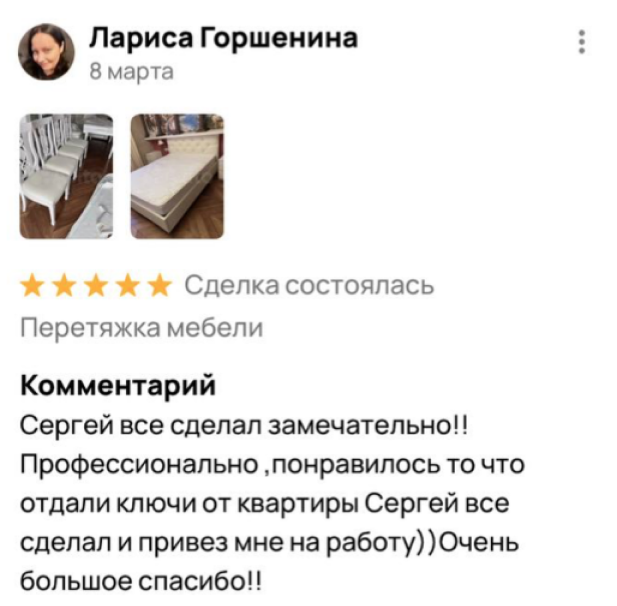 Лариса Горшенина
8 марта
Сделка состоялась
Перетяжка мебели
Комментарий
Сергей все сделал замечательно!!
Профессионально ,понравилось то что
отдали ключи от квартиры Сергей все
сделал и привез мне на работу))Очень
большое спасибо!!